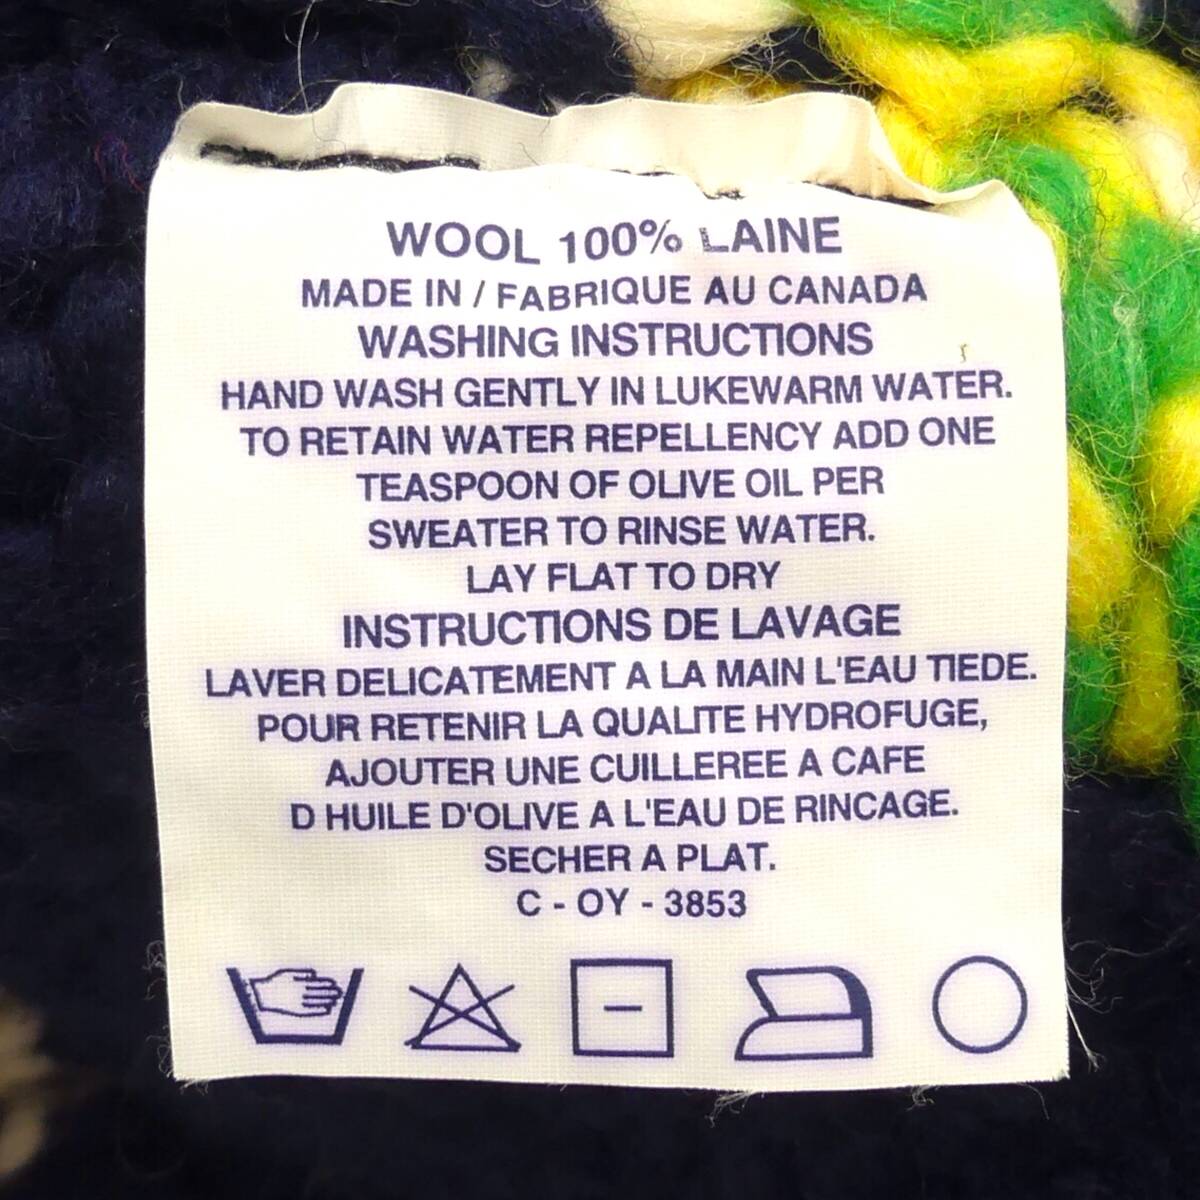 WOOL 100% LAINE
MADE IN / FABRIQUE AU CANADA
WASHING INSTRUCTIONS
HAND WASH GENTLY IN LUKEWARM WATER.
TO RETAIN WATER REPELLENCY ADD ONE
TEASPOON OF OLIVE OIL PER
SWEATER TO RINSE WATER.
LAY FLAT TO DRY
INSTRUCTIONS DE LAVAGE
LAVER DELICATEMENT A LA MAIN L'EAU TIEDE.
POUR RETENIR LA QUALITE HYDROFUGE,
AJOUTER UNE CUILLEREE A CAFE
D HUILE D'OLIVE A L'EAU DE RINCAGE.
SECHER A PLAT.
C - OY - 3853